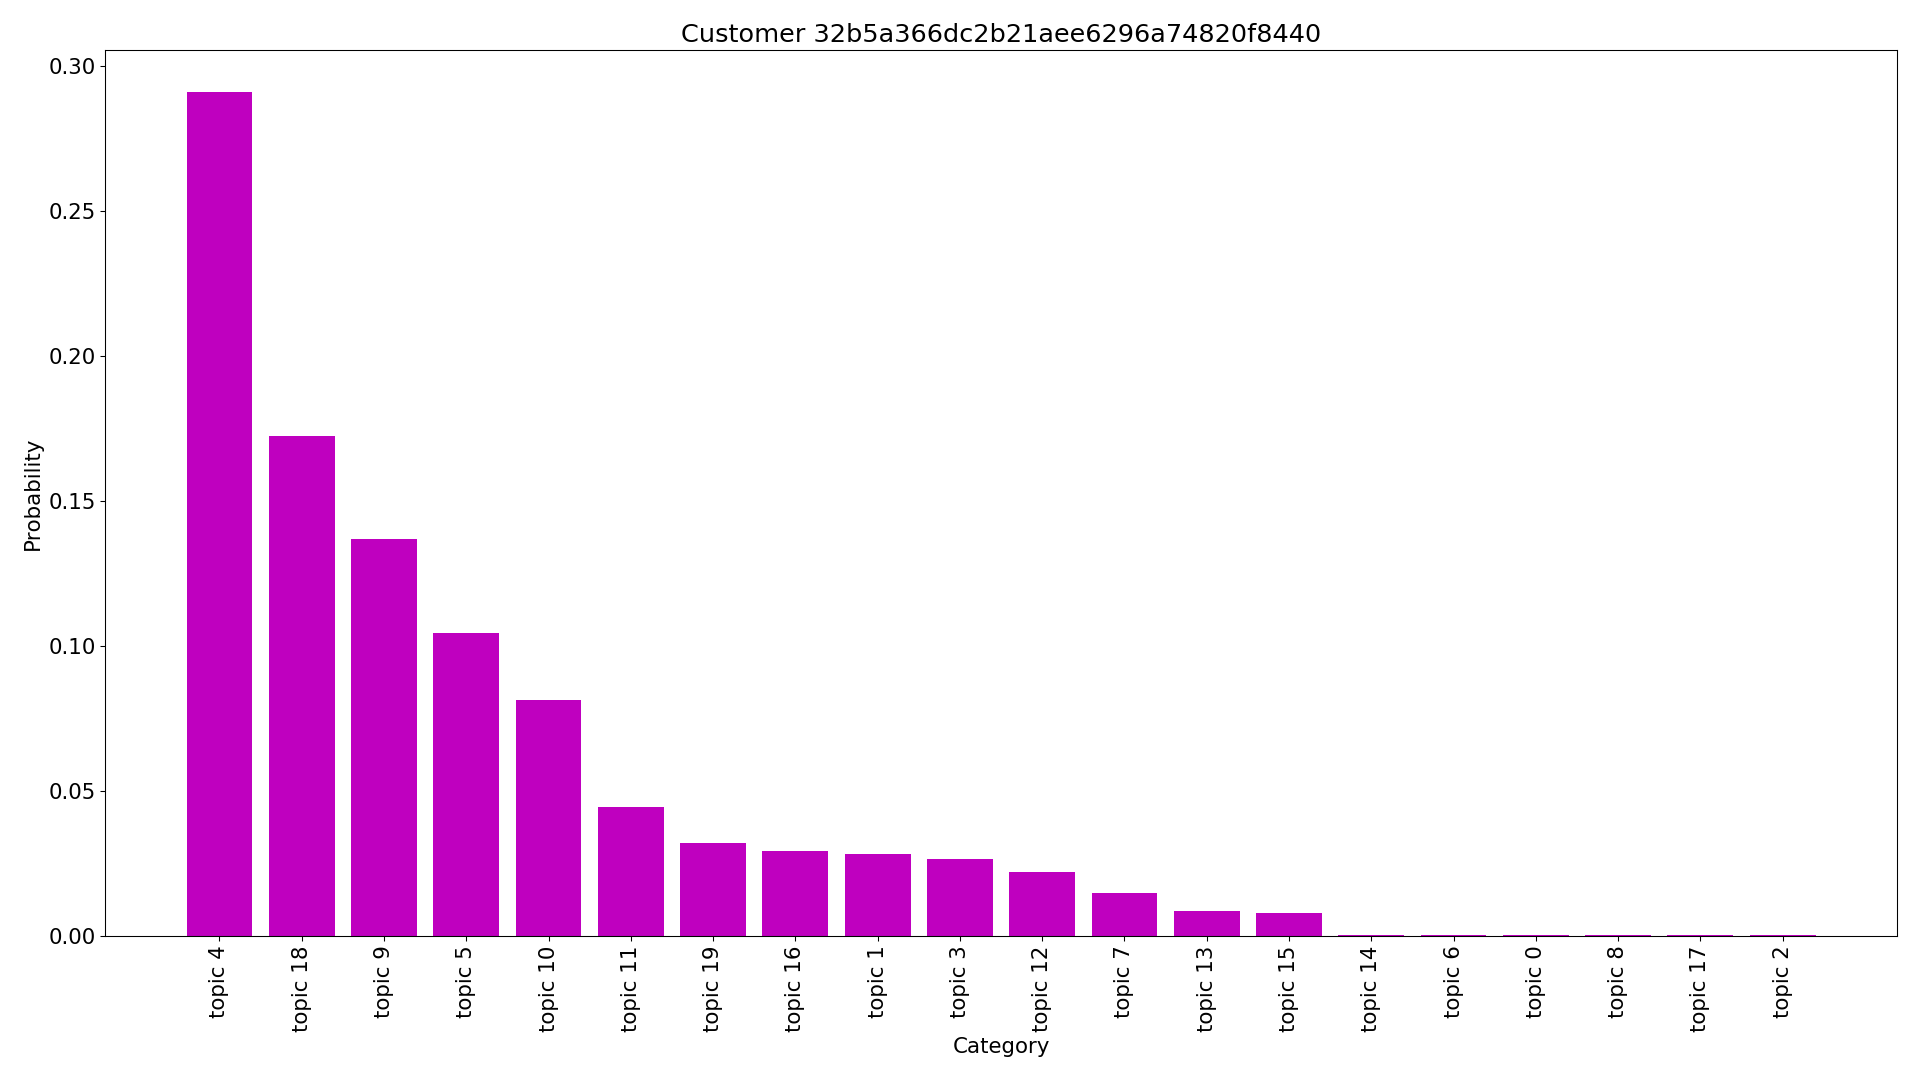 Customer 32b5a366dc2b21aee6296a74820f8440
Probability
0.30
0.25
0.20
0.15
0.10
0.05
0.00
topic 4
topic 18
topic 9
topic 5
topic 10
topic 11
topic 19
topic 16
topic 1
topic 3
topic 12
topic 7
topic 13
topic 15
topic 14
topic 6
topic 0
topic 8
topic 17
topic 2
Category